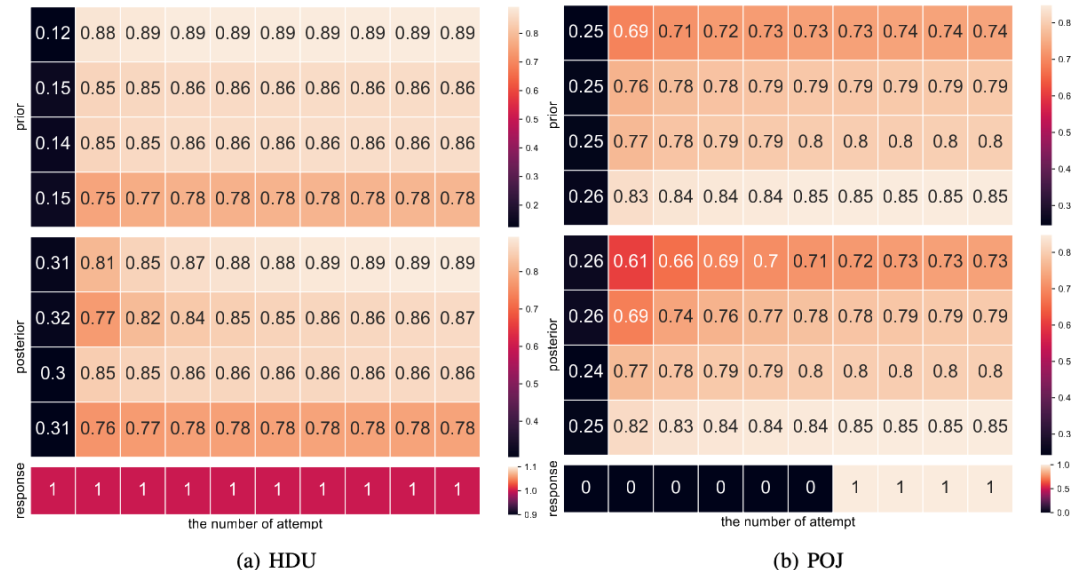 0.12 0.88 0.89 0.89 0.89 0.89 0.89 0.89 0.89 0.89
0.15 0.85 0.85 0.86 0.86 0.86 0.86 0.86 0.86 0.86
0.14 0.85 0.85 0.86 0.86 0.86 0.86 0.86 0.86 0.86
0.15 0.75 0.77 0.78 0.78 0.78 0.78 0.78 0.78 0.78
prior
0.8
0.7
0.6
0.5
0.4
0.3
0.2
0.31 0.81 0.85 0.87 0.88 0.88 0.89 0.89 0.89 0.89
0.32 0.77 0.82 0.84 0.85 0.85 0.86 0.86 0.86 0.87
0.3 0.85 0.85 0.86 0.86 0.86 0.86 0.86 0.86 0.86
0.31 0.76 0.77 0.78 0.78 0.78 0.78 0.78 0.78 0.78
posterior
0.8
0.7
0.6
0.5
0.4
1 1 1 1 1 1 1 1 1 1
response
1.1
1.0
0.9
the number of attempt
(a) HDU
0.25 0.69 0.71 0.72 0.73 0.73 0.73 0.74 0.74 0.74
0.25 0.76 0.78 0.78 0.79 0.79 0.79 0.79 0.79 0.79
0.25 0.77 0.78 0.79 0.79 0.8 0.8 0.8 0.8 0.8
0.26 0.83 0.84 0.84 0.84 0.85 0.85 0.85 0.85 0.85
prior
0.8
0.7
0.6
0.5
0.4
0.3
0.26 0.61 0.66 0.69 0.7 0.71 0.72 0.73 0.73 0.73
0.26 0.69 0.74 0.76 0.77 0.78 0.78 0.79 0.79 0.79
0.24 0.77 0.78 0.79 0.79 0.8 0.8 0.8 0.8 0.8
0.25 0.82 0.83 0.84 0.84 0.84 0.85 0.85 0.85 0.85
posterior
0.8
0.7
0.6
0.5
0.4
0.3
0 0 0 0 0 0 1 1 1 1
response
1.0
0.5
0.0
the number of attempt
(b) POJ